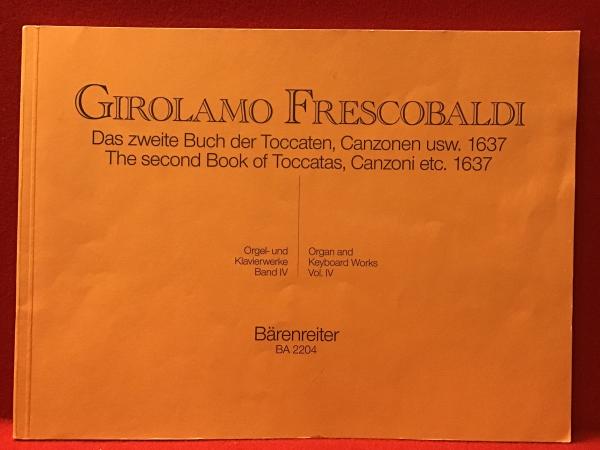 GIROLAMO FRESCOBALDI
Das zweite Buch der Toccaten, Canzonen usw. 1637
The second Book of Toccatas, Canzoni etc. 1637
Orgel- und
Klavierwerke
Band IV
Organ and
Keyboard Works
Vol. IV
Bärenreiter
BA 2204